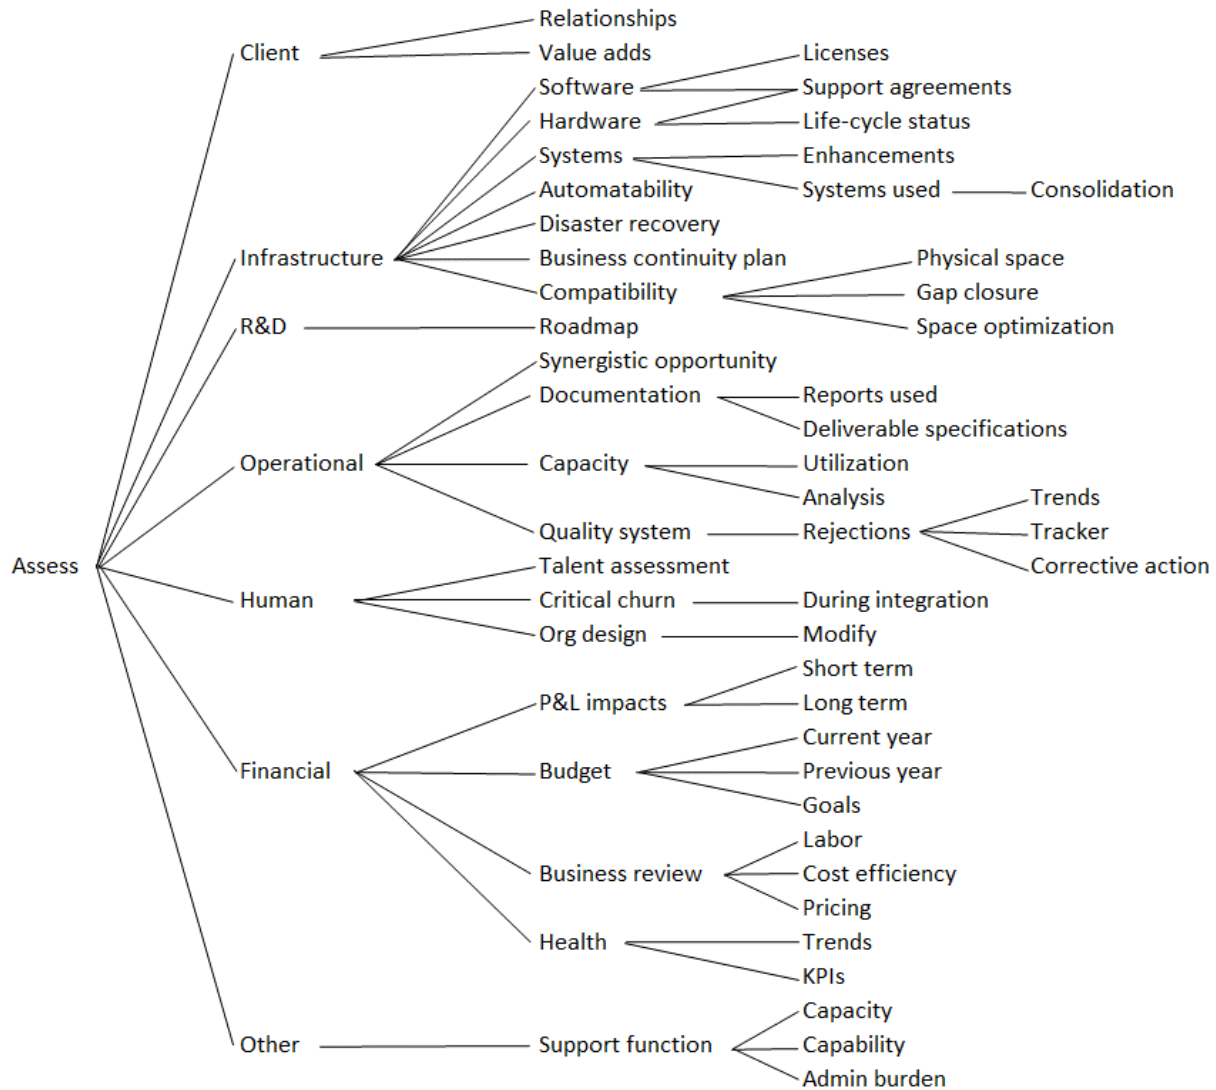 Relationships
Client Value adds
Software Licenses
Support agreements
Hardware Life-cycle status
Systems Enhancements
Automatability Systems used Consolidation
Disaster recovery
Infrastructure Business continuity plan Physical space
Compatibility Gap closure
R&D Roadmap Space optimization
Synergistic opportunity
Documentation Reports used
Deliverable specifications
Operational Capacity Utilization
Analysis Trends
Quality system Rejections Tracker
Assess Talent assessment Corrective action
Human Critical churn During integration
Org design Modify
Short term
P&L impacts Long term
Current year
Financial Budget Previous year
Goals
Labor
Business review Cost efficiency
Pricing
Health Trends
KPIs
Capacity
Other Support function Capability
Admin burden